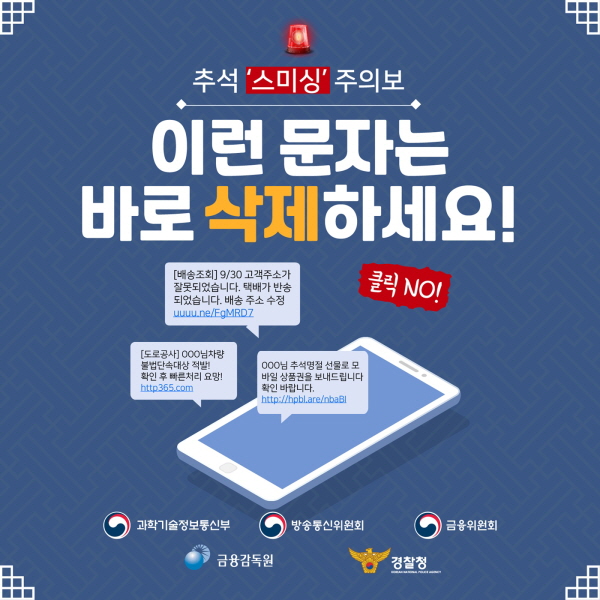 추석 ‘스미싱’ 주의보
이런 문자는
바로 삭제하세요!
[배송조회] 9/30 고객주소가
잘못되었습니다. 택배가 반송
되었습니다. 배송 주소 수정
uuuu.ne/FgMRD7
클릭 NO!
[도로공사] OOO님차량
불법단속대상 적발!
확인 후 빠른처리 요망!
http365.com
OOO님 추석명절 선물로 모
바일 상품권을 보내드립니다
확인 바랍니다.
http://hpbl.are/nbaBI
과학기술정보통신부
방송통신위원회
금융위원회
금융감독원
경찰청
KOREAN NATIONAL POLICE AGENCY